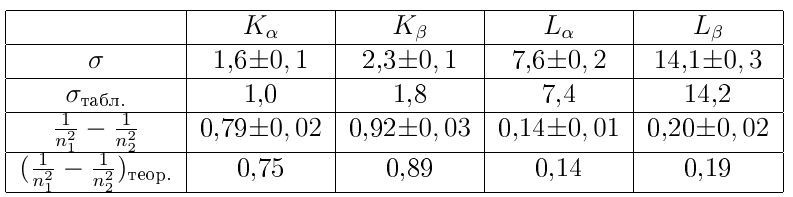 K_α K_β L_α L_β
σ 1,6±0, 1 2,3±0, 1 7,6±0, 2 14,1±0, 3
σ_табл. 1,0 1,8 7,4 14,2
1/n_1^2 − 1/n_2^2 0,79±0, 02 0,92±0, 03 0,14±0, 01 0,20±0, 02
(1/n_1^2 − 1/n_2^2)_теор. 0,75 0,89 0,14 0,19